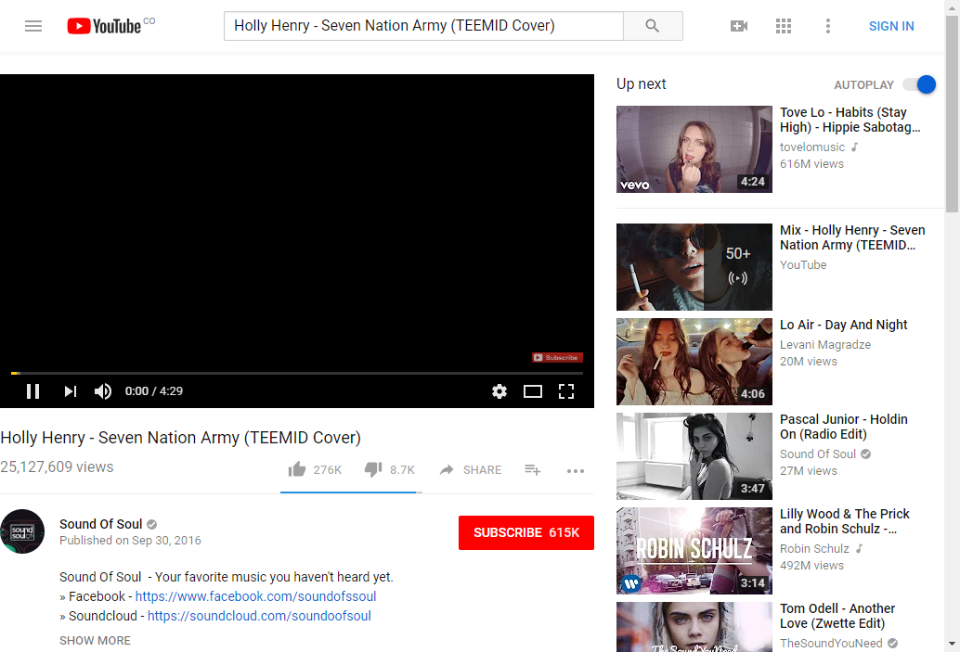 YouTube CO
Holly Henry - Seven Nation Army (TEEMID Cover)
SIGN IN
Up next
AUTOPLAY
vevo
4:24
Tove Lo - Habits (Stay
High) - Hippie Sabotag...
tovelomusic
616M views
50+
Mix - Holly Henry - Seven
Nation Army (TEEMID...
YouTube
4:06
Lo Air - Day And Night
Levani Magradze
20M views
Subscribe
0:00 / 4:29
3:47
Pascal Junior - Holdin
On (Radio Edit)
Sound Of Soul
27M views
Holly Henry - Seven Nation Army (TEEMID Cover)
25,127,609 views
276K
8.7K
SHARE
sound
soul
Sound Of Soul
Published on Sep 30, 2016
SUBSCRIBE 615K
ROBIN SCHULZ
W
3:14
Lilly Wood & The Prick
and Robin Schulz -...
Robin Schulz
492M views
Sound Of Soul - Your favorite music you haven't heard yet.
» Facebook - https://www.facebook.com/soundofssoul
» Soundcloud - https://soundcloud.com/soundoofsoul
SHOW MORE
TheSoundYouNeed
Tom Odell - Another
Love (Zwette Edit)
TheSoundYouNeed